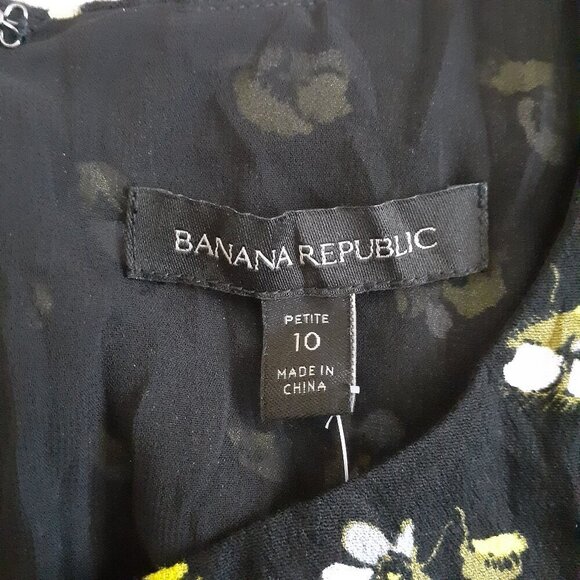 BANANA REPUBLIC
PETITE
10
MADE IN
CHINA